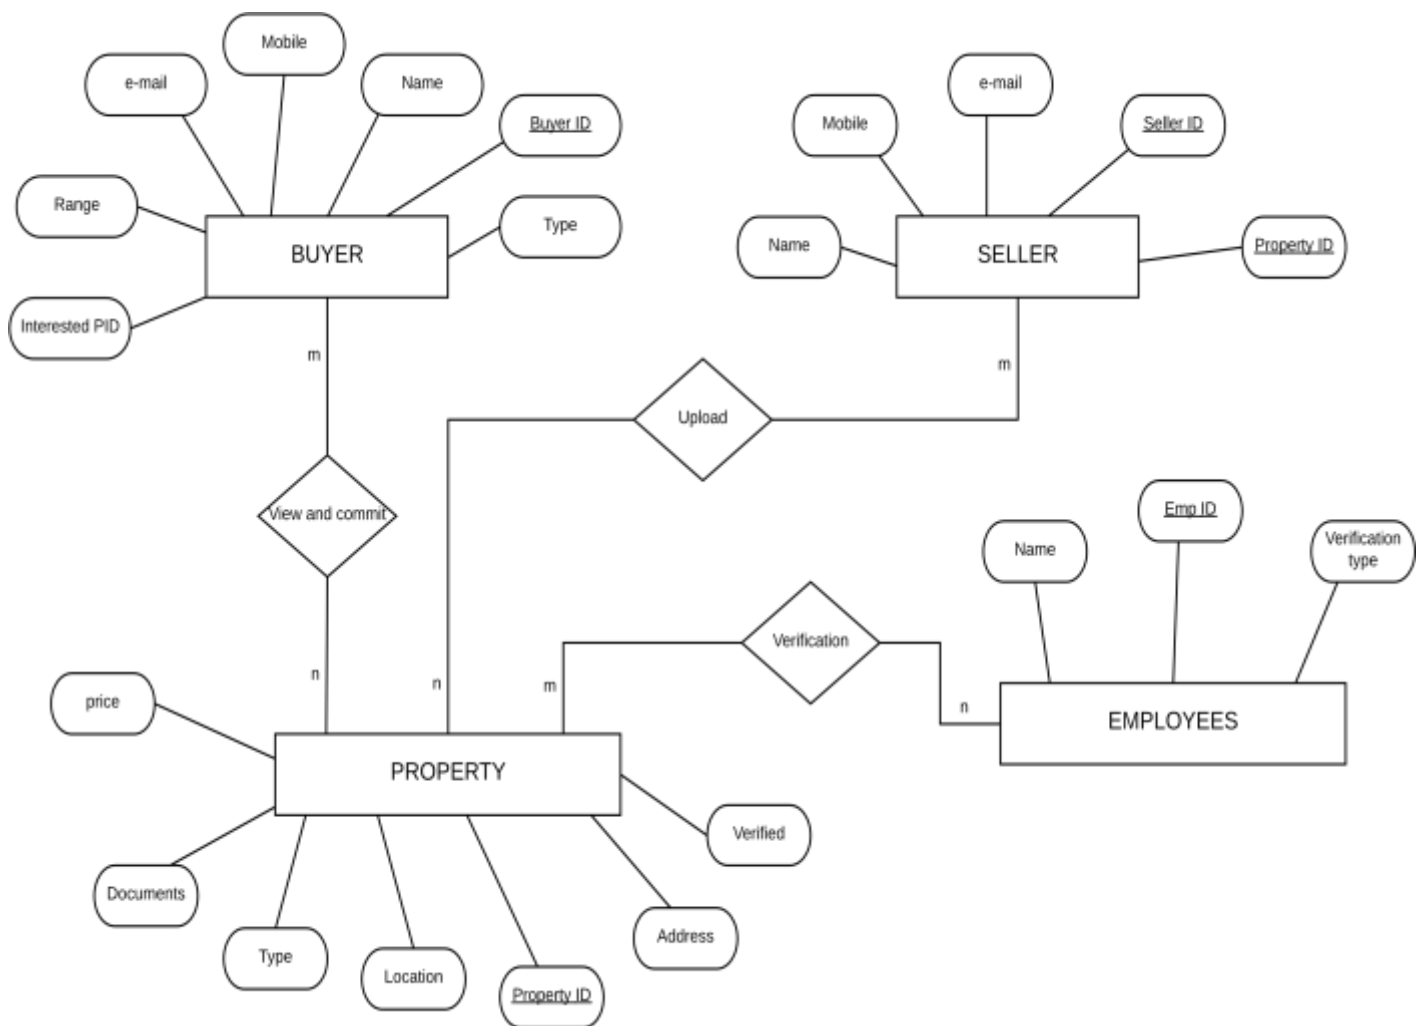 Mobile
e-mail
Name
Buyer ID
Range
Type
BUYER
Interested PID
e-mail
Mobile
Seller ID
Name
Property ID
SELLER
m
m
Upload
View and commit
Emp ID
Name
Verification
type
Verification
n
n
m
n
EMPLOYEES
price
PROPERTY
Verified
Documents
Address
Type
Location
Property ID